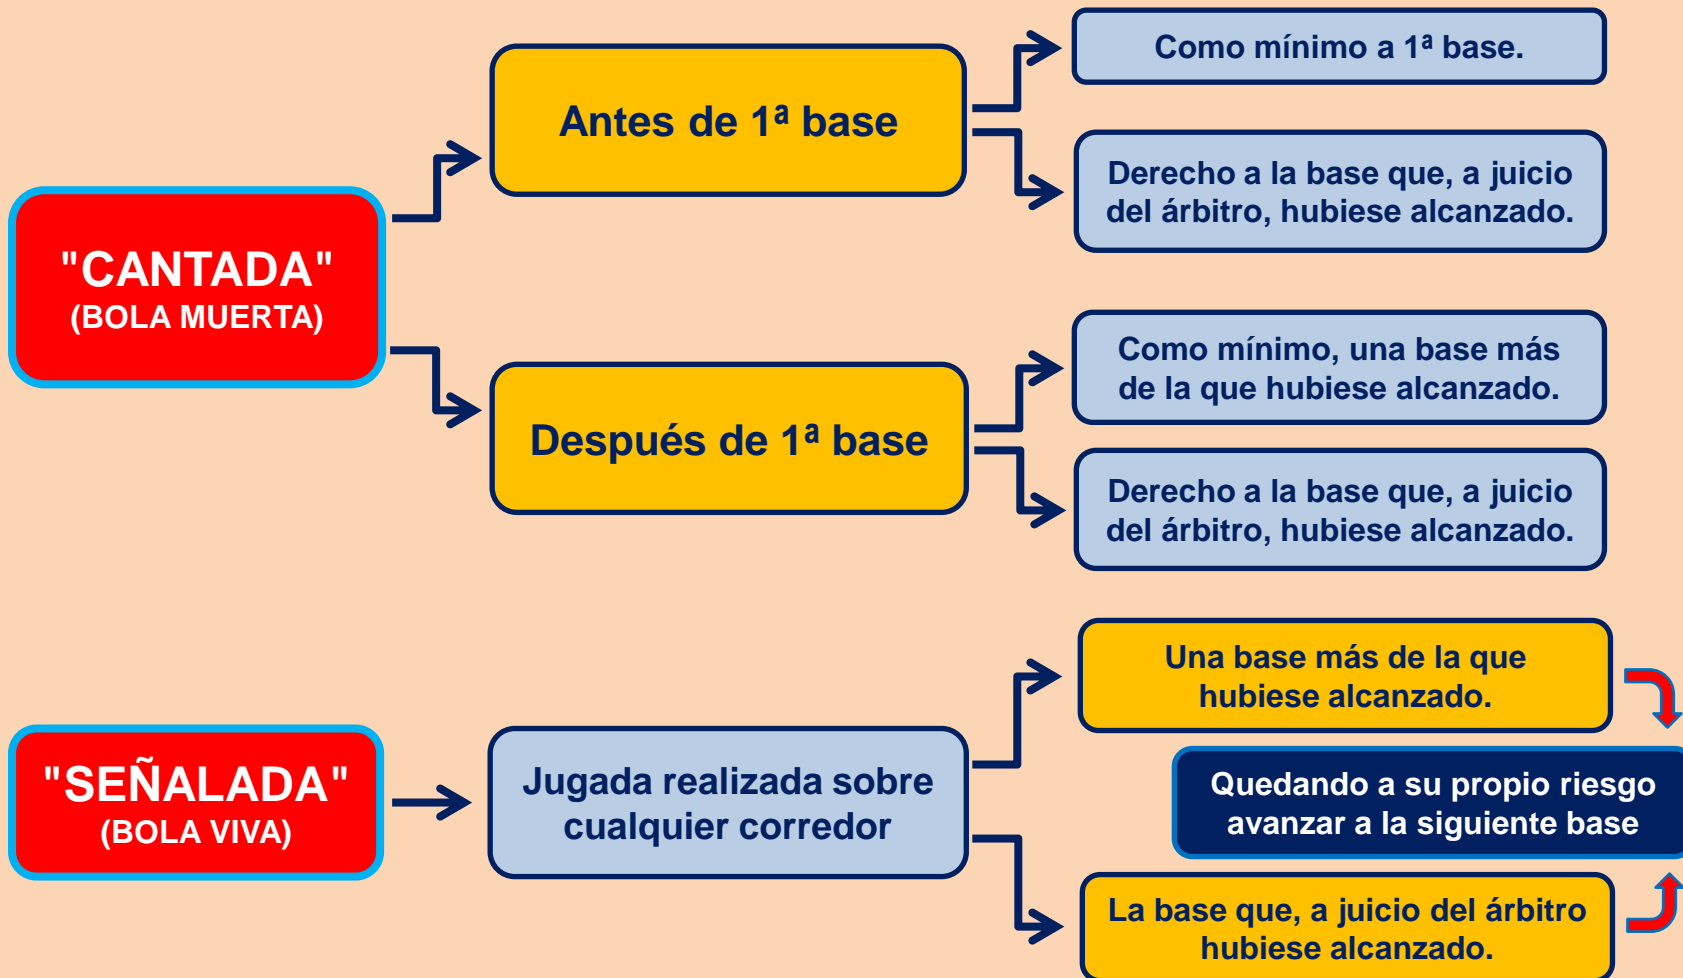 Como mínimo a 1ª base.
Antes de 1ª base
Derecho a la base que, a juicio
del árbitro, hubiese alcanzado.
"CANTADA"
(BOLA MUERTA)
Como mínimo, una base más
de la que hubiese alcanzado.
Después de 1ª base
Derecho a la base que, a juicio
del árbitro, hubiese alcanzado.
Una base más de la que
hubiese alcanzado.
"SEÑALADA"
(BOLA VIVA)
Jugada realizada sobre
cualquier corredor
Quedando a su propio riesgo
avanzar a la siguiente base
La base que, a juicio del árbitro
hubiese alcanzado.